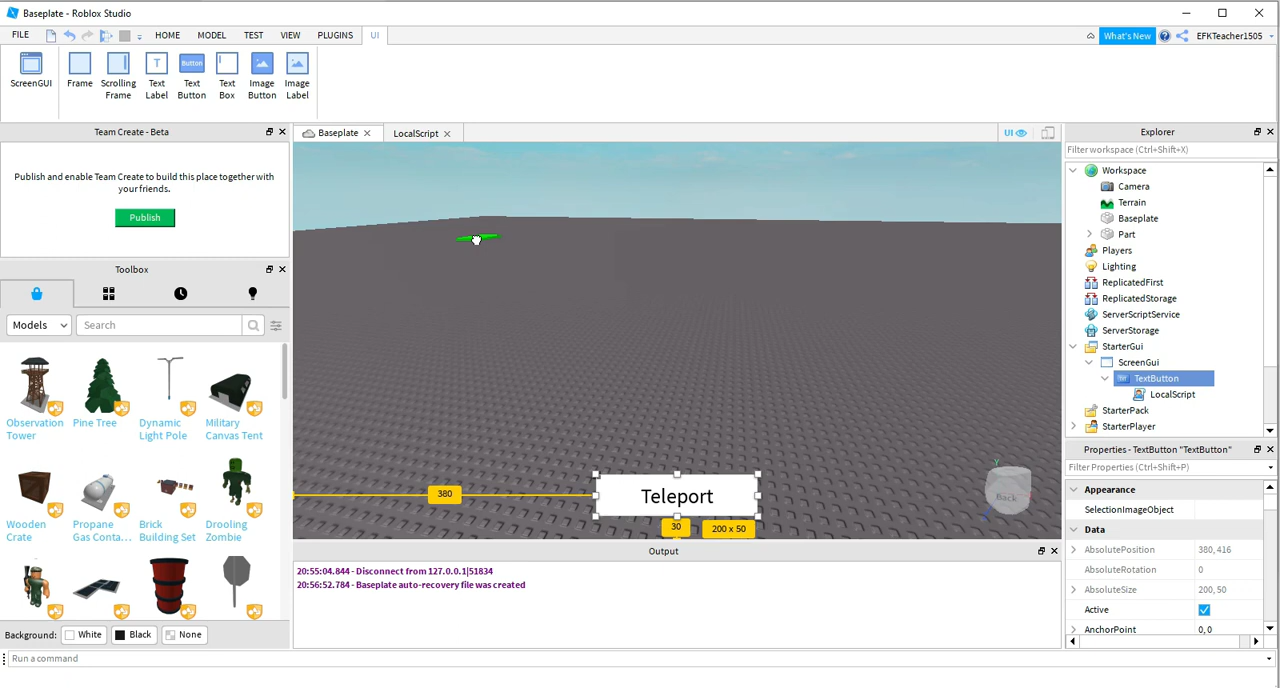 Baseplate - Roblox Studio
FILE HOME MODEL TEST VIEW PLUGINS UI What's New EFKTeacher1505
ScreenGUI Frame Scrolling Frame Text Label Button Text Button Text Box Image Button Image Label
Team Create - Beta
Publish and enable Team Create to build this place together with
your friends.
Publish
Toolbox
Models Search
Observation Tower Pine Tree Dynamic Light Pole Military Canvas Tent
Wooden Crate Propane Gas Conta... Brick Building Set Drooling Zombie
Background: White Black None
Run a command
Baseplate LocalScript UI
380
Teleport
30 200 x 50
Output
20:55:04.844 - Disconnect from 127.0.0.1|51834
20:56:52.784 - Baseplate auto-recovery file was created
Explorer
Filter workspace (Ctrl+Shift+X)
Workspace
Camera
Terrain
Baseplate
Part
Players
Lighting
ReplicatedFirst
ReplicatedStorage
ServerScriptService
ServerStorage
StarterGui
ScreenGui
TextButton
LocalScript
StarterPack
StarterPlayer
Y
Back
Properties - TextButton "TextButton"
Filter Properties (Ctrl+Shift+P)
Appearance
SelectionImageObject
Data
AbsolutePosition 380, 416
AbsoluteRotation 0
AbsoluteSize 200, 50
Active
AnchorPoint 0, 0